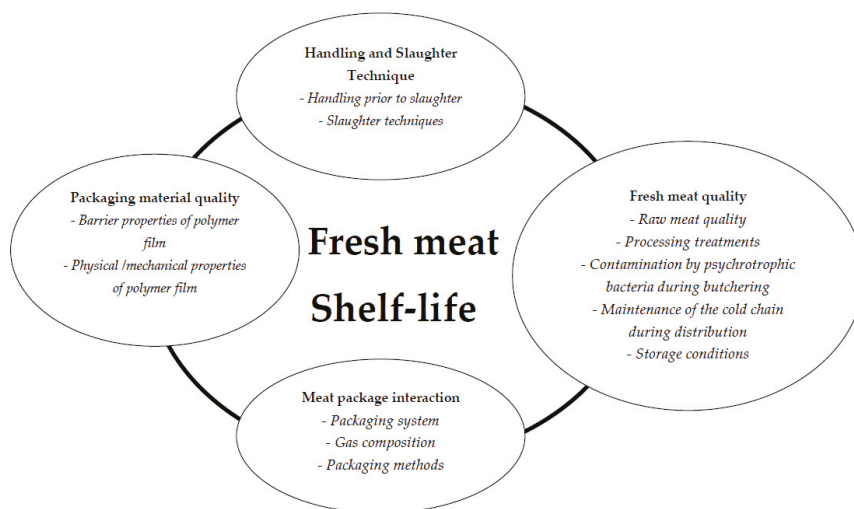 Handling and Slaughter
Technique
- Handling prior to slaughter
- Slaughter techniques
Packaging material quality
- Barrier properties of polymer
film
- Physical /mechanical properties
of polymer film
Fresh meat
Shelf-life
Fresh meat quality
- Raw meat quality
- Processing treatments
- Contamination by psychrotrophic
bacteria during butchering
- Maintenance of the cold chain
during distribution
- Storage conditions
Meat package interaction
- Packaging system
- Gas composition
- Packaging methods